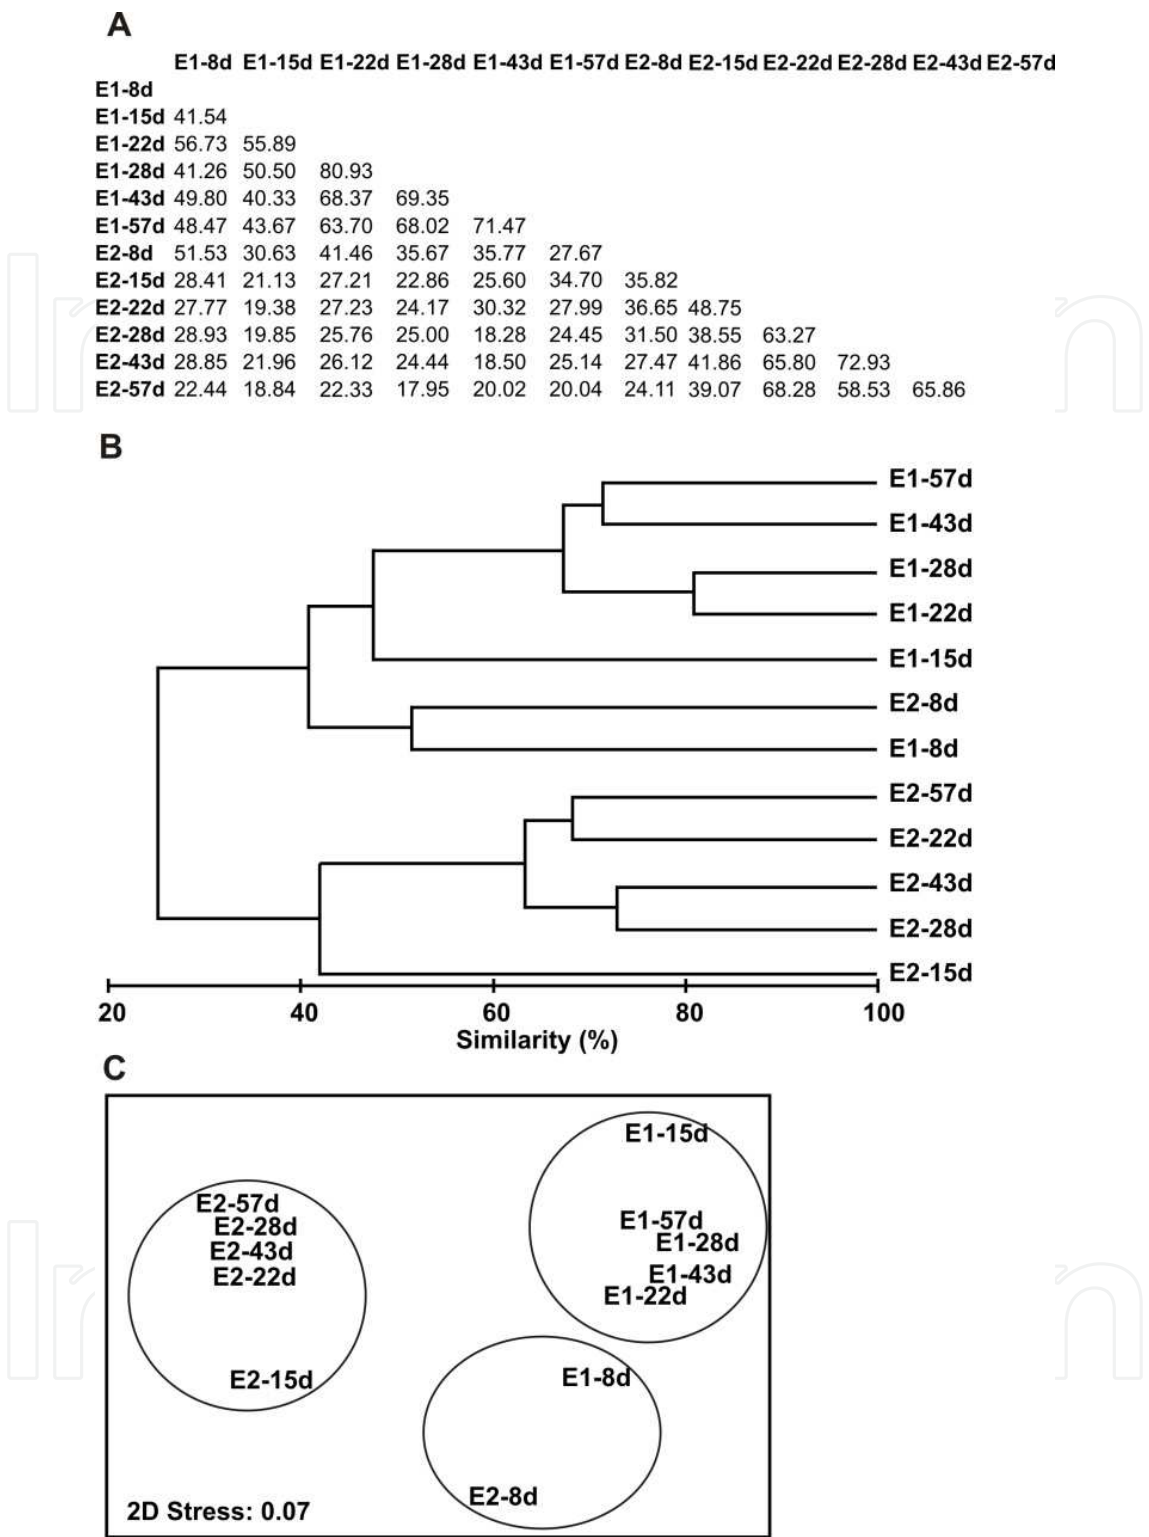 A
E1-8d E1-15d E1-22d E1-28d E1-43d E1-57d E2-8d E2-15d E2-22d E2-28d E2-43d E2-57d
E1-8d
E1-15d 41.54
E1-22d 56.73 55.89
E1-28d 41.26 50.50 80.93
E1-43d 49.80 40.33 68.37 69.35
E1-57d 48.47 43.67 63.70 68.02 71.47
E2-8d 51.53 30.63 41.46 35.67 35.77 27.67
E2-15d 28.41 21.13 27.21 22.86 25.60 34.70 35.82
E2-22d 27.77 19.38 27.23 24.17 30.32 27.99 36.65 48.75
E2-28d 28.93 19.85 25.76 25.00 18.28 24.45 31.50 38.55 63.27
E2-43d 28.85 21.96 26.12 24.44 18.50 25.14 27.47 41.86 65.80 72.93
E2-57d 22.44 18.84 22.33 17.95 20.02 20.04 24.11 39.07 68.28 58.53 65.86
B
E1-57d
E1-43d
E1-28d
E1-22d
E1-15d
E2-8d
E1-8d
E2-57d
E2-22d
E2-43d
E2-28d
E2-15d
20 40 60 80 100
Similarity (%)
C
E1-15d
E2-57d
E1-57d
E2-28d
E1-28d
E2-43d
E1-43d
E2-22d
E1-22d
E2-15d
E1-8d
E2-8d
2D Stress: 0.07